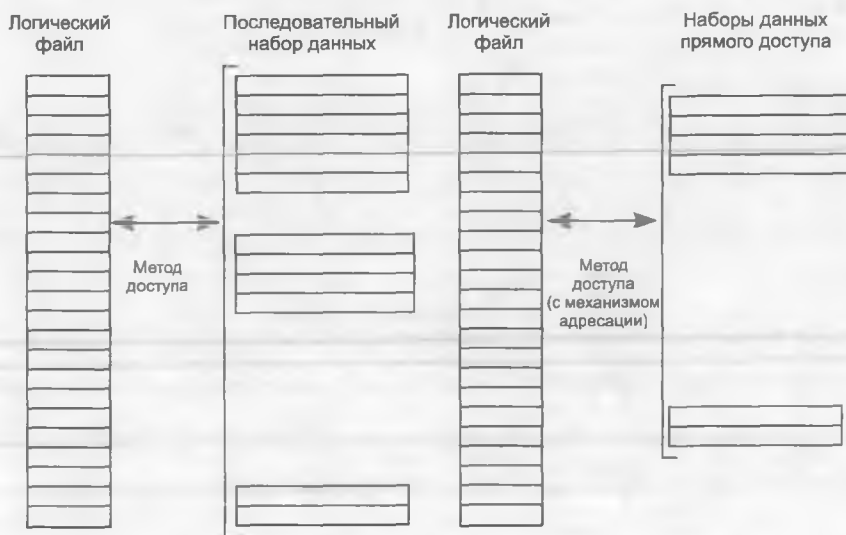 Логический
файл
Последовательный
набор данных
Логический
файл
Наборы данных
прямого доступа
Метод
доступа
Метод
доступа
(с механизмом
адресации)